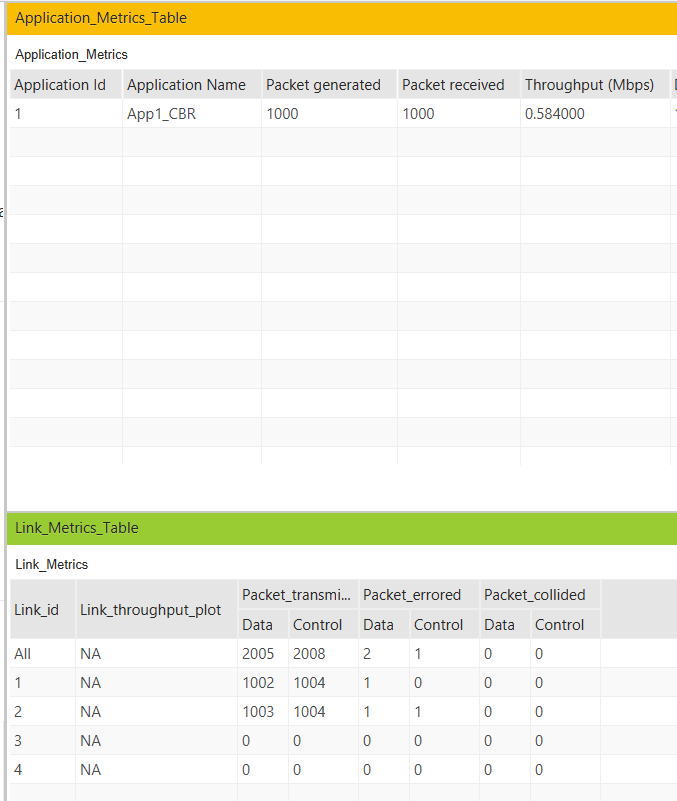 Application_Metrics_Table
Application_Metrics
Application Id Application Name Packet generated Packet received Throughput (Mbps)
1 App1_CBR 1000 1000 0.584000
Link_Metrics_Table
Link_Metrics
Link_id Link_throughput_plot Packet_transmi... Packet_errored Packet_collided
Data Control Data Control Data Control
All NA 2005 2008 2 1 0 0
1 NA 1002 1004 1 0 0 0
2 NA 1003 1004 1 1 0 0
3 NA 0 0 0 0 0 0
4 NA 0 0 0 0 0 0